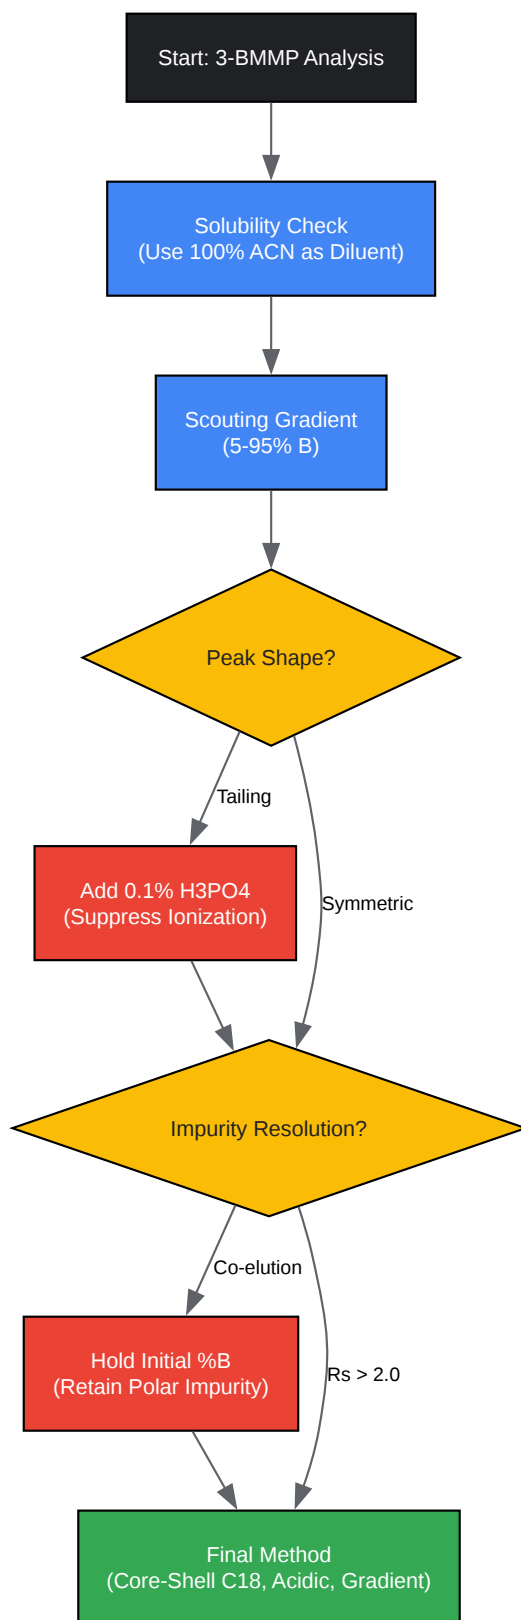 Start: 3-BMMP Analysis
Solubility Check
(Use 100% ACN as Diluent)
Scouting Gradient
(5-95% B)
Peak Shape?
Tailing
Add 0.1% H3PO4
(Suppress Ionization)
Symmetric
Impurity Resolution?
Co-elution
Hold Initial %B
(Retain Polar Impurity)
Rs > 2.0
Final Method
(Core-Shell C18, Acidic, Gradient)